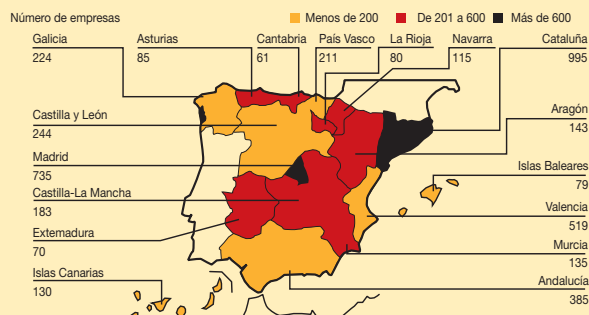 Número de empresas
Menos de 200 De 201 a 600 Más de 600
Galicia Asturias Cantabria País Vasco La Rioja Navarra Cataluña
224 85 61 211 80 115 995
Aragón
143
Castilla y León
244
Madrid
735
Islas Baleares
79
Castilla-La Mancha
183
Valencia
519
Extremadura
70
Murcia
135
Islas Canarias
130
Andalucía
385